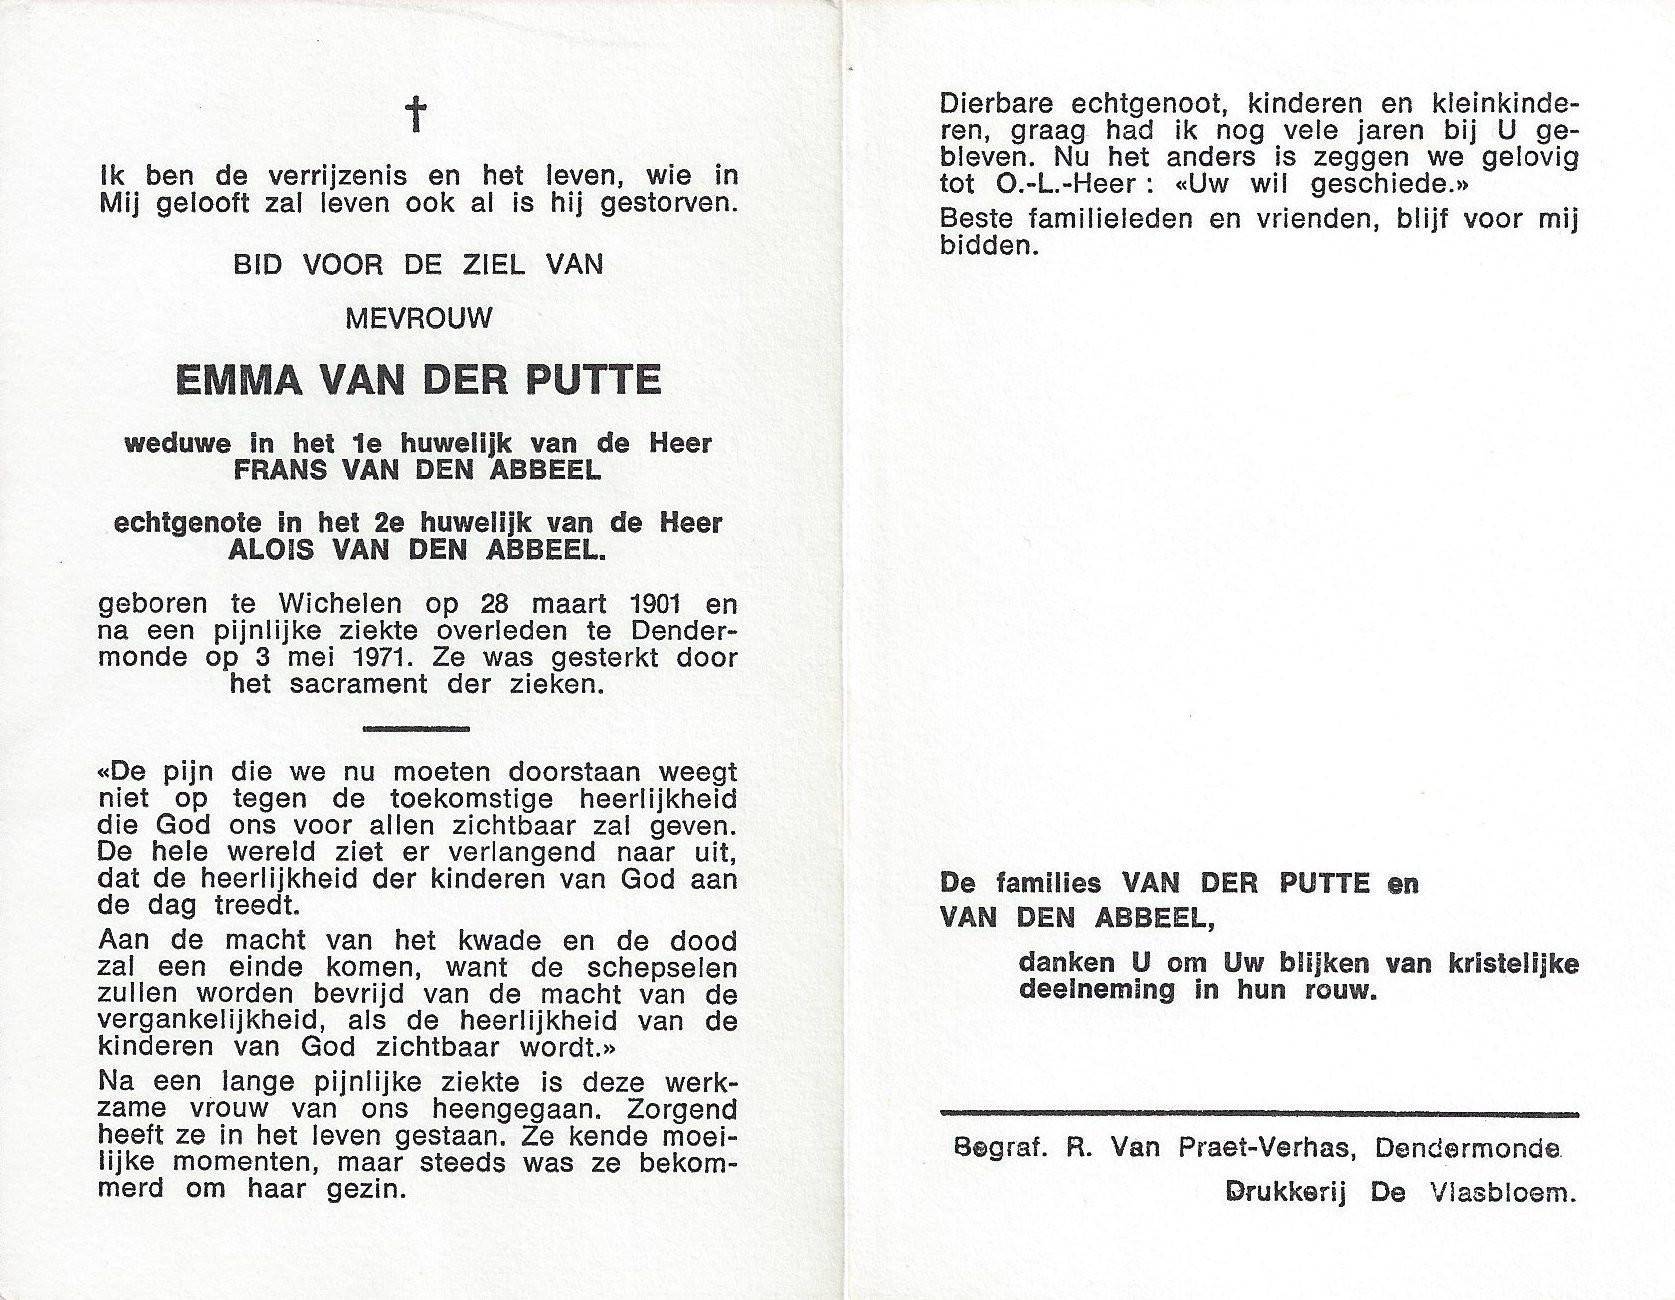 Ik ben de verrijzenis en het leven, wie in
Mij gelooft zal leven ook al is hij gestorven.
BID VOOR DE ZIEL VAN
MEVROUW
EMMA VAN DER PUTTE
weduwe in het 1e huwelijk van de Heer
FRANS VAN DEN ABBEEL
echtgenote in het 2e huwelijk van de Heer
ALOIS VAN DEN ABBEEL.
geboren te Wichelen op 28 maart 1901 en
na een pijnlijke ziekte overleden te Dender-
monde op 3 mei 1971. Ze was gesterkt door
het sacrament der zieken.
«De pijn die we nu moeten doorstaan weegt
niet op tegen de toekomstige heerlijkheid
die God ons voor allen zichtbaar zal geven.
De hele wereld ziet er verlangend naar uit,
dat de heerlijkheid der kinderen van God aan
de dag treedt.
Aan de macht van het kwade en de dood
zal een einde komen, want de schepselen
zullen worden bevrijd van de macht van de
vergankelijkheid, als de heerlijkheid van de
kinderen van God zichtbaar wordt.»
Na een lange pijnlijke ziekte is deze werk-
zame vrouw van ons heengegaan. Zorgend
heeft ze in het leven gestaan. Ze kende moei-
lijke momenten, maar steeds was ze bekom-
merd om haar gezin.
Dierbare echtgenoot, kinderen en kleinkinde-
ren, graag had ik nog vele jaren bij U ge-
bleven. Nu het anders is zeggen we gelovig
tot O.-L.-Heer : «Uw wil geschiede.»
Beste familieleden en vrienden, blijf voor mij
bidden.
De families VAN DER PUTTE en
VAN DEN ABBEEL,
danken U om Uw blijken van kristelijke
deelneming in hun rouw.
Begraf. R. Van Praet-Verhas, Dendermonde.
Drukkerij De Vlasbloem.